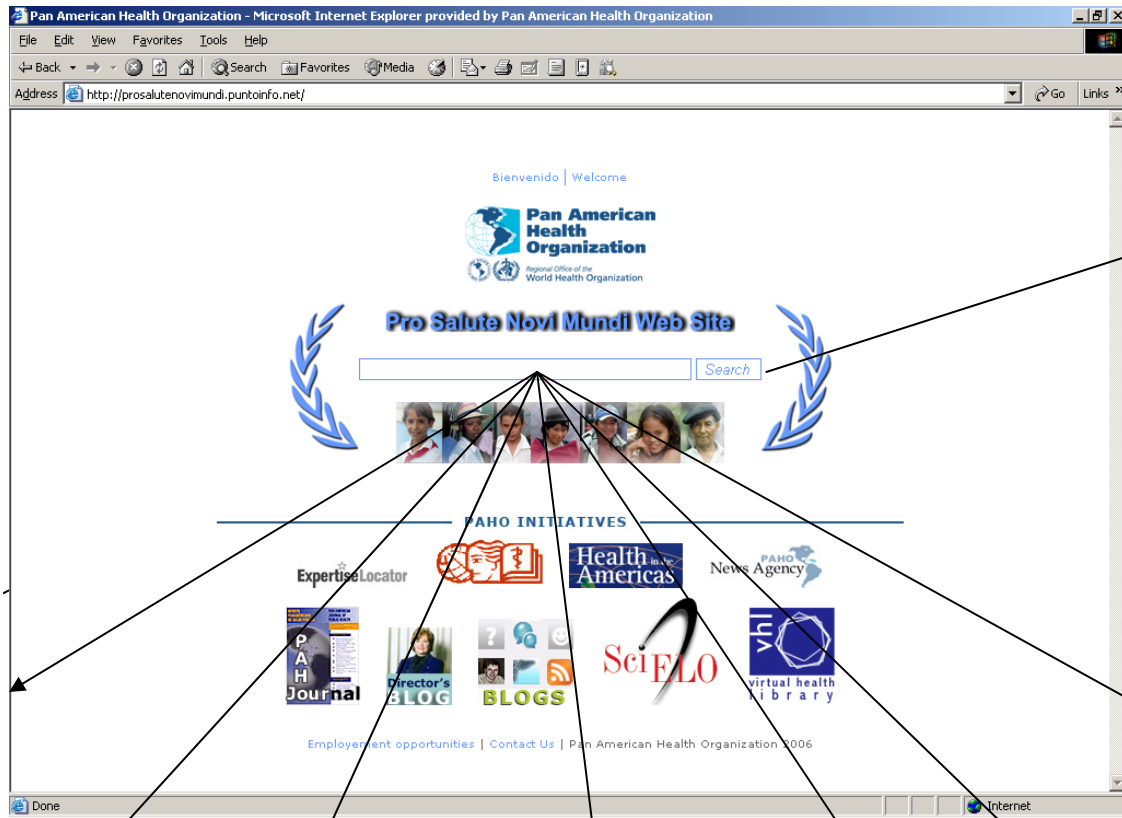 Pan American Health Organization - Microsoft Internet Explorer provided by Pan American Health Organization
File Edit View Favorites Tools Help
Back Search Favorites Media
Address http://prosalutenovimundi.puntoinfo.net/ Go Links »
Bienvenido | Welcome
Pan American
Health
Organization
Regional Office of the
World Health Organization
Pro Salute Novi Mundi Web Site
Search
PAHO INITIATIVES
ExpertiseLocator
Health in the
Americas
PAHO
News Agency
P
A
H
Journal
Director's
BLOG
BLOGS
SciELO
vhl
virtual health
library
Employement opportunities | Contact Us | Pan American Health Organization 2006
Done Internet